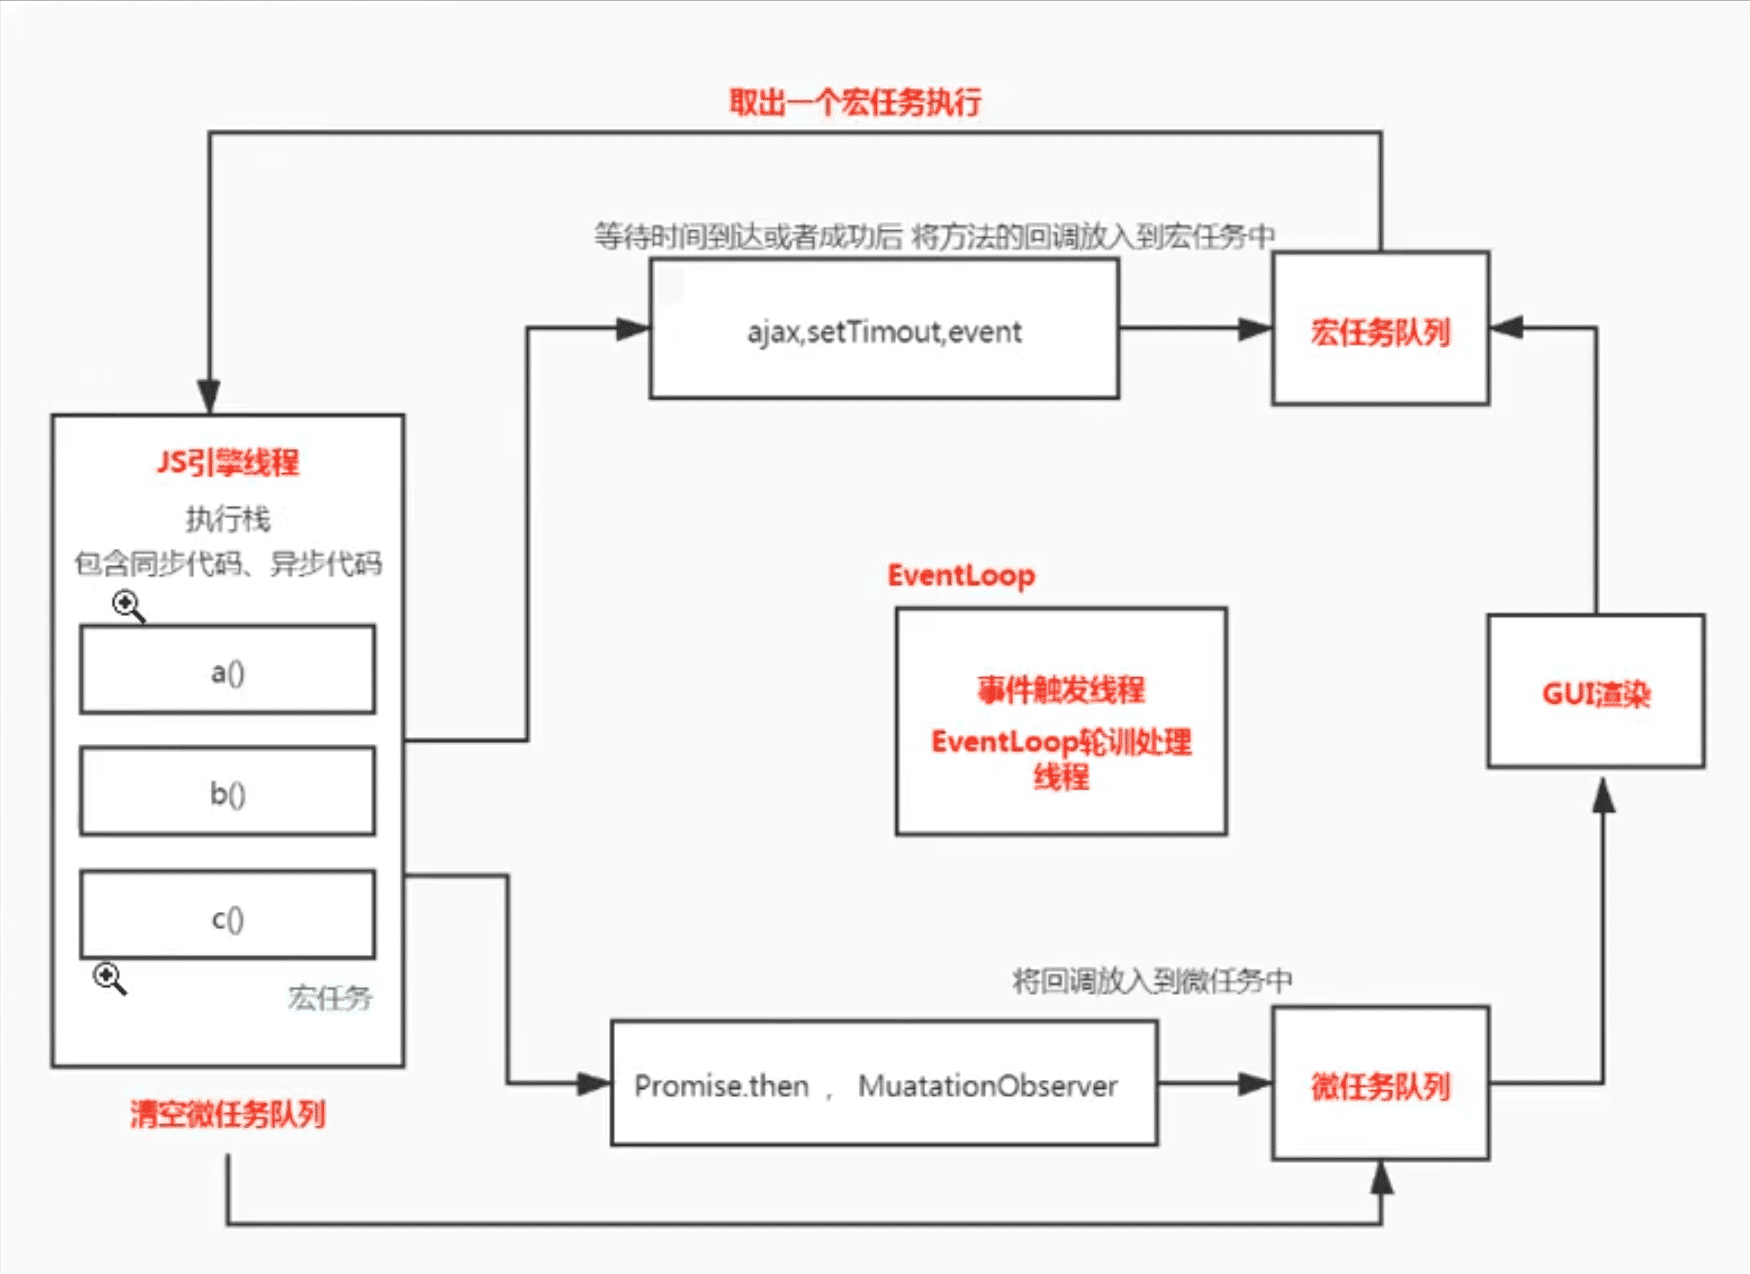 取出一个宏任务执行
等待时间到达或者成功后 将方法的回调放入到宏任务中
ajax,setTimout,event
宏任务队列
JS引擎线程
执行栈
包含同步代码、异步代码
a()
b()
c()
宏任务
清空微任务队列
EventLoop
事件触发线程
EventLoop轮训处理
线程
GUI渲染
将回调放入到微任务中
Promise.then ， MuatationObserver
微任务队列